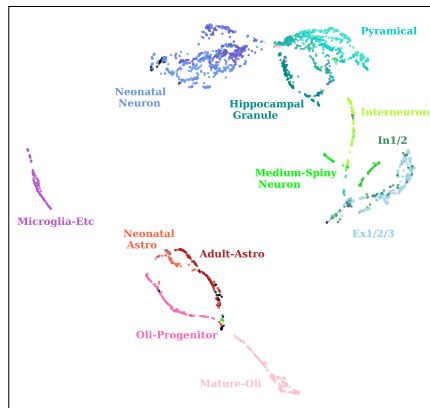 Pyramical
Neonatal
Neuron
Hippocampal
Granule
Interneuron
In1/2
Medium-Spiny
Neuron
Microglia-Etc
Ex1/2/3
Neonatal
Astro
Adult-Astro
Oli-Progenitor
Mature-Oli